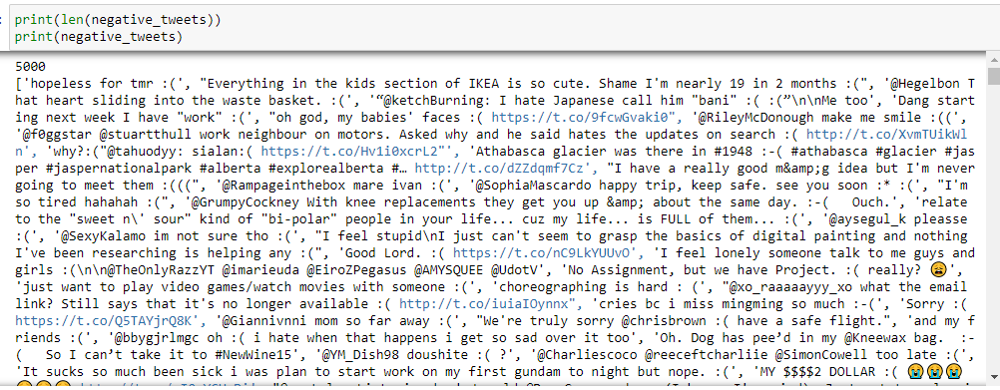 print(len(negative_tweets))
print(negative_tweets)
5000
['hopeless for tmr :(', "Everything in the kids section of IKEA is so cute. Shame I'm nearly 19 in 2 months :(", '@Hegelbon T
hat heart sliding into the waste basket. :(', '“@ketchBurning: I hate Japanese call him "bani" :( :(”\n\nMe too', 'Dang start
ing next week I have "work" :(', "oh god, my babies' faces :( https://t.co/9fcwGvaki0", '@RileyMcDonough make me smile :((',
'@f0ggstar @stuartthull work neighbour on motors. Asked why and he said hates the updates on search :( http://t.co/XvmTUikWl
n', 'why?:("@tahuodyy: sialan:( https://t.co/Hv1i0xcrL2"', 'Athabasca glacier was there in #1948 :-( #athabasca #glacier #jas
per #jaspernationalpark #alberta #explorealberta #… http://t.co/dZZdqmf7Cz', "I have a really good m&amp;g idea but I'm never
going to meet them :(((", '@Rampageinthebox mare ivan :(', '@SophiaMascardo happy trip, keep safe. see you soon :* :(', "I'm
so tired hahahah :(", '@GrumpyCockney With knee replacements they get you up &amp; about the same day. :-(   Ouch.', 'relate
to the "sweet n\' sour" kind of "bi-polar" people in your life... cuz my life... is FULL of them... :(', '@aysegul_k pleasse
:(', '@SexyKalamo im not sure tho :(', "I feel stupid\nI just can't seem to grasp the basics of digital painting and nothing
I've been researching is helping any :(", 'Good Lord. :( https://t.co/nC9LkYUUvO', 'I feel lonely someone talk to me guys and
girls :(\n\n@TheOnlyRazzYT @imarieuda @EiroZPegasus @AMYSQUEE @UdotV', 'No Assignment, but we have Project. :( really? 😩',
'just want to play video games/watch movies with someone :(', 'choreographing is hard : (', "@xo_raaaaayyy_xo what the email
link? Still says that it's no longer available :( http://t.co/iuiaIOynnx", 'cries bc i miss mingming so much :-(', 'Sorry :(
https://t.co/Q5TAYjrQ8K', '@Giannivnni mom so far away :(', "We're truly sorry @chrisbrown :( have a safe flight.", 'and my f
riends :(', '@bbygjrlmgc oh :( i hate when that happens i get so sad over it too', 'Oh. Dog has pee’d in my @Kneewax bag.  :-
(   So I can’t take it to #NewWine15', '@YM_Dish98 doushite :( ?', '@Charliescoco @reeceftcharliie @SimonCowell too late :(',
'It sucks so much been sick i was plan to start work on my first gundam to night but nope. :(', 'MY $$$$2 DOLLAR :( 😭😭😭